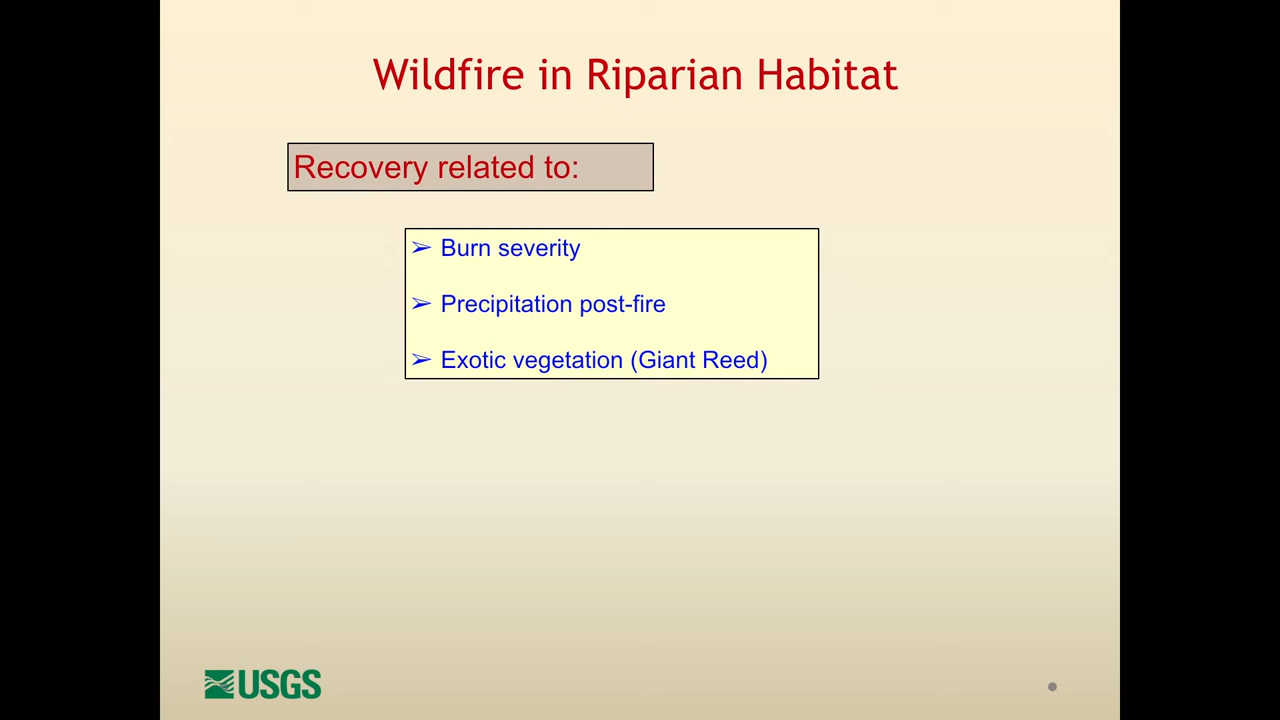 Wildfire in Riparian Habitat
Recovery related to:
➢ Burn severity
➢ Precipitation post-fire
➢ Exotic vegetation (Giant Reed)
USGS